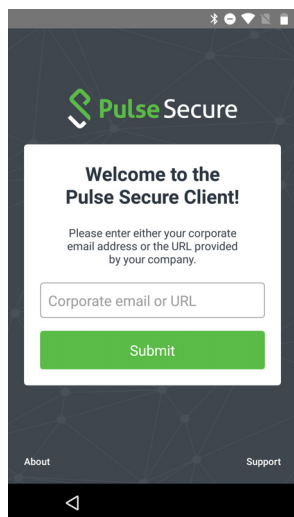 Pulse Secure
Welcome to the
Pulse Secure Client!
Please enter either your corporate
email address or the URL provided
by your company.
Corporate email or URL
Submit
About
Support